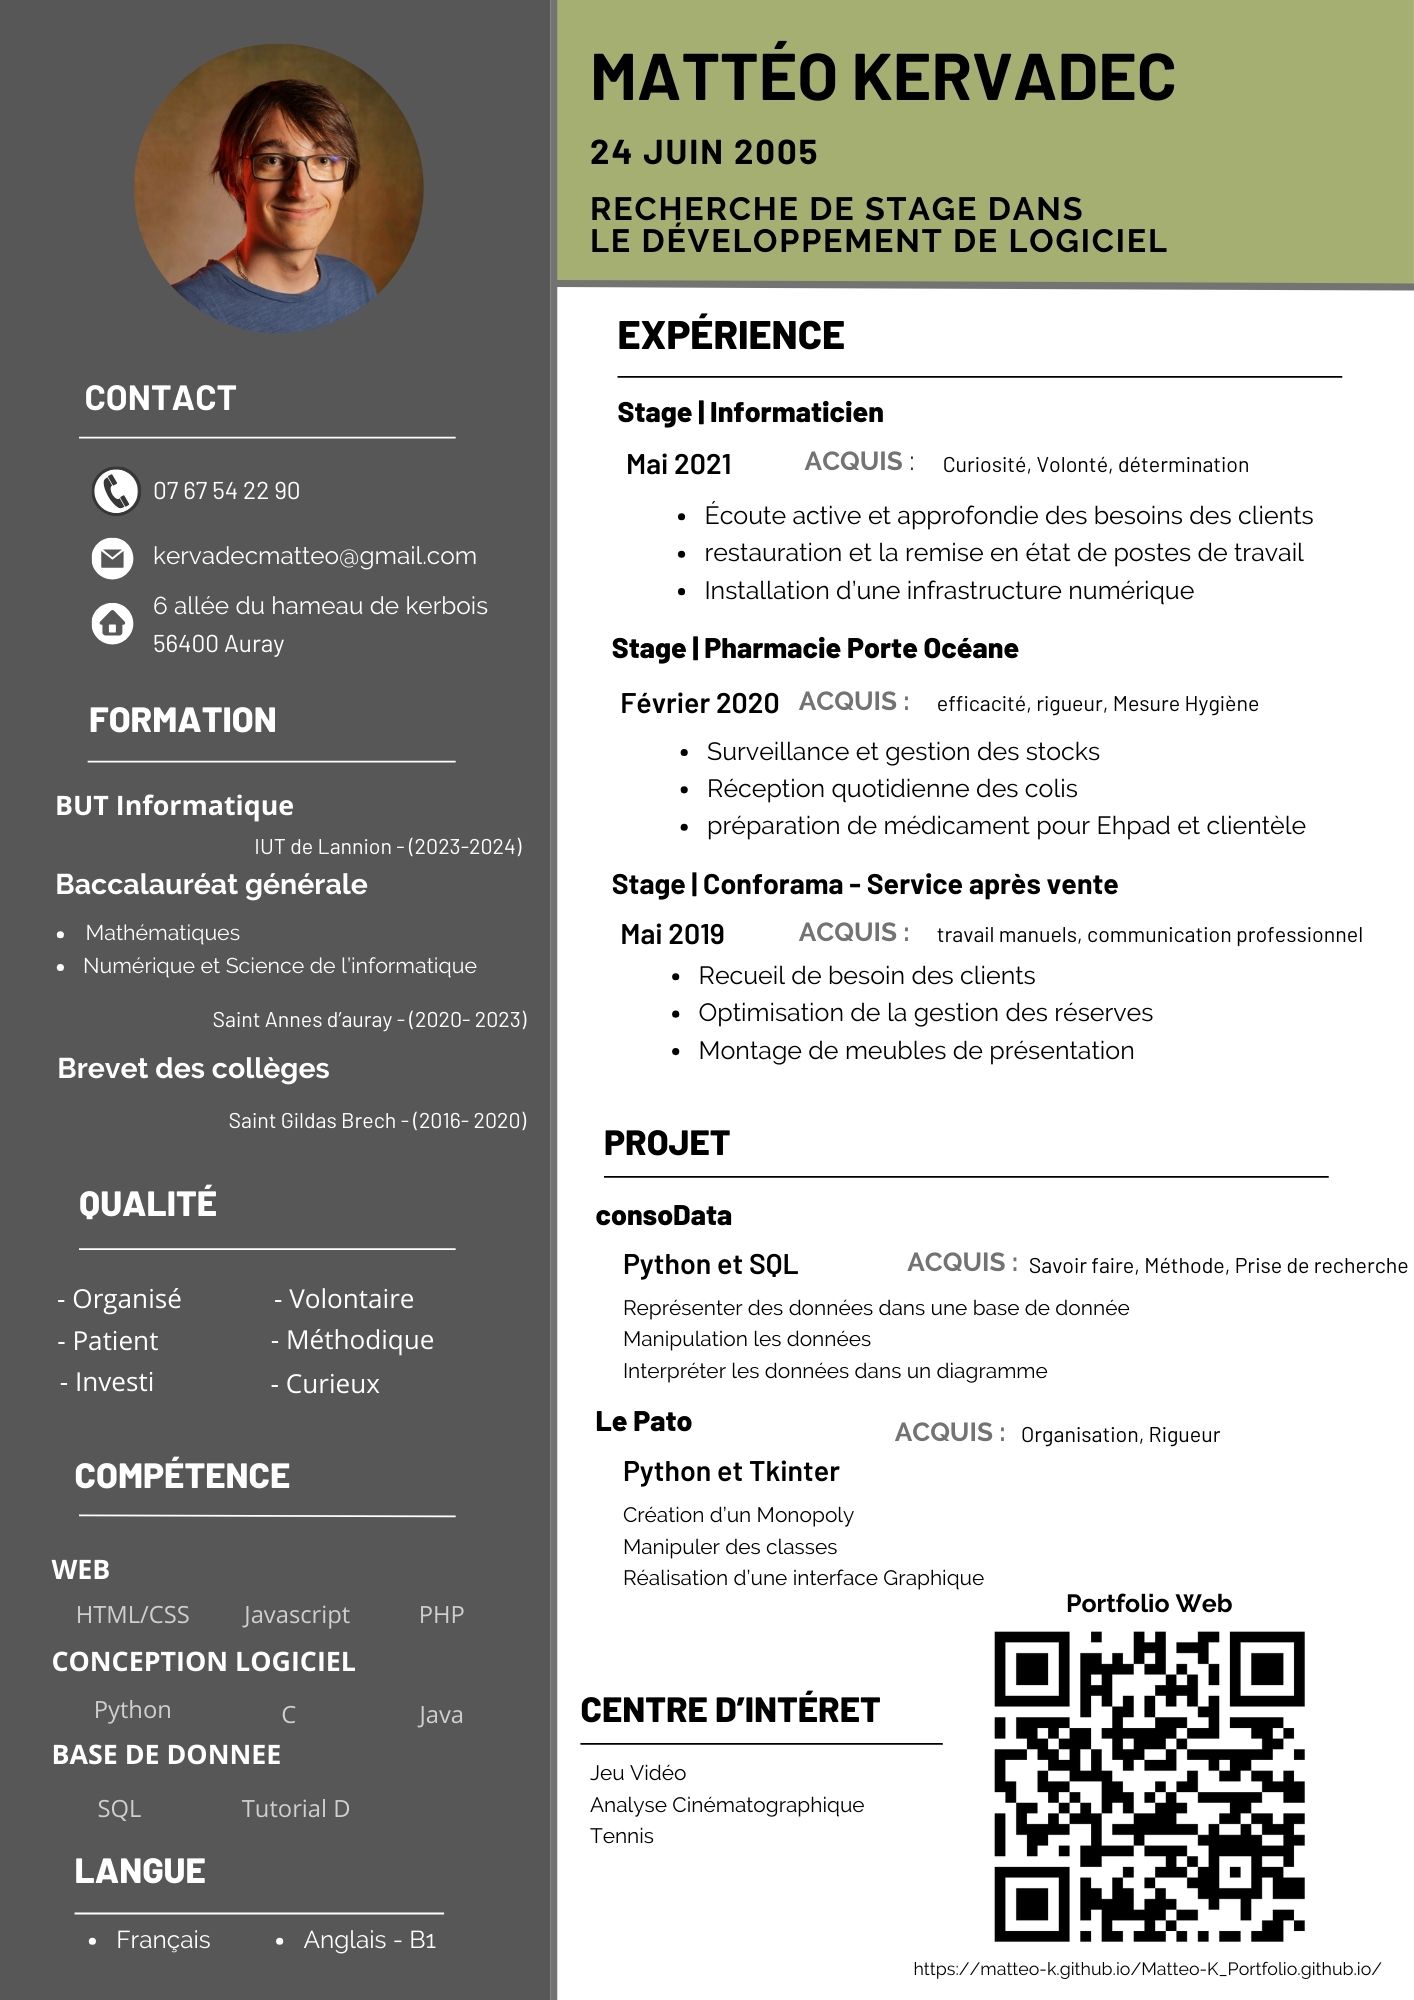 MATTÉO KERVADEC
24 JUIN 2005
RECHERCHE DE STAGE DANS
LE DÉVELOPPEMENT DE LOGICIEL
CONTACT
07 67 54 22 90
kervadecmatteo@gmail.com
6 allée du hameau de kerbois
56400 Auray
FORMATION
BUT Informatique
IUT de Lannion - (2023-2024)
Baccalauréat générale
• Mathématiques
• Numérique et Science de l'informatique
Saint Annes d'auray - (2020- 2023)
Brevet des collèges
Saint Gildas Brech - (2016- 2020)
QUALITÉ
- Organisé - Volontaire
- Patient - Méthodique
- Investi - Curieux
COMPÉTENCE
WEB
HTML/CSS Javascript PHP
CONCEPTION LOGICIEL
Python C Java
BASE DE DONNEE
SQL Tutorial D
LANGUE
• Français • Anglais - B1
EXPÉRIENCE
Stage | Informaticien
Mai 2021 ACQUIS : Curiosité, Volonté, détermination
• Écoute active et approfondie des besoins des clients
• restauration et la remise en état de postes de travail
• Installation d'une infrastructure numérique
Stage | Pharmacie Porte Océane
Février 2020 ACQUIS : efficacité, rigueur, Mesure Hygiène
• Surveillance et gestion des stocks
• Réception quotidienne des colis
• préparation de médicament pour Ehpad et clientèle
Stage | Conforama - Service après vente
Mai 2019 ACQUIS : travail manuels, communication professionnel
• Recueil de besoin des clients
• Optimisation de la gestion des réserves
• Montage de meubles de présentation
PROJET
consoData
Python et SQL ACQUIS : Savoir faire, Méthode, Prise de recherche
Représenter des données dans une base de donnée
Manipulation les données
Interpréter les données dans un diagramme
Le Pato ACQUIS : Organisation, Rigueur
Python et Tkinter
Création d'un Monopoly
Manipuler des classes
Réalisation d'une interface Graphique
CENTRE D'INTÉRET
Jeu Vidéo
Analyse Cinématographique
Tennis
Portfolio Web
https://matteo-k.github.io/Matteo-K_Portfolio.github.io/